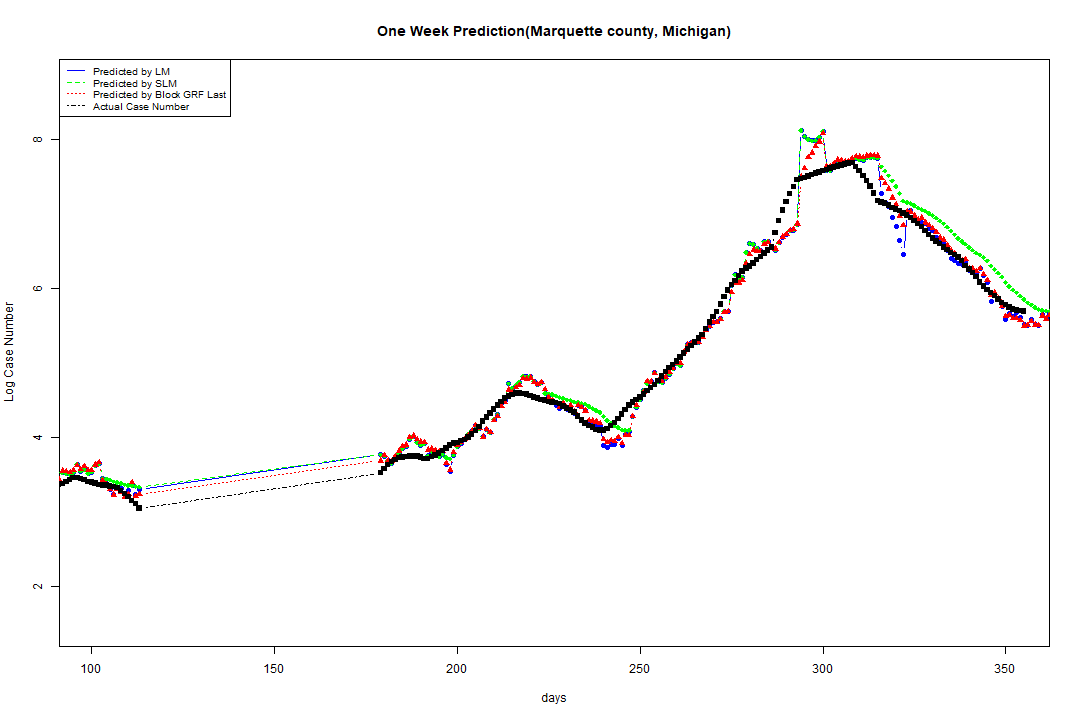 One Week Prediction(Marquette county, Michigan)
Predicted by LM
Predicted by SLM
Predicted by Block GRF Last
Actual Case Number
8
6
4
2
Log Case Number
100 150 200 250 300 350
days